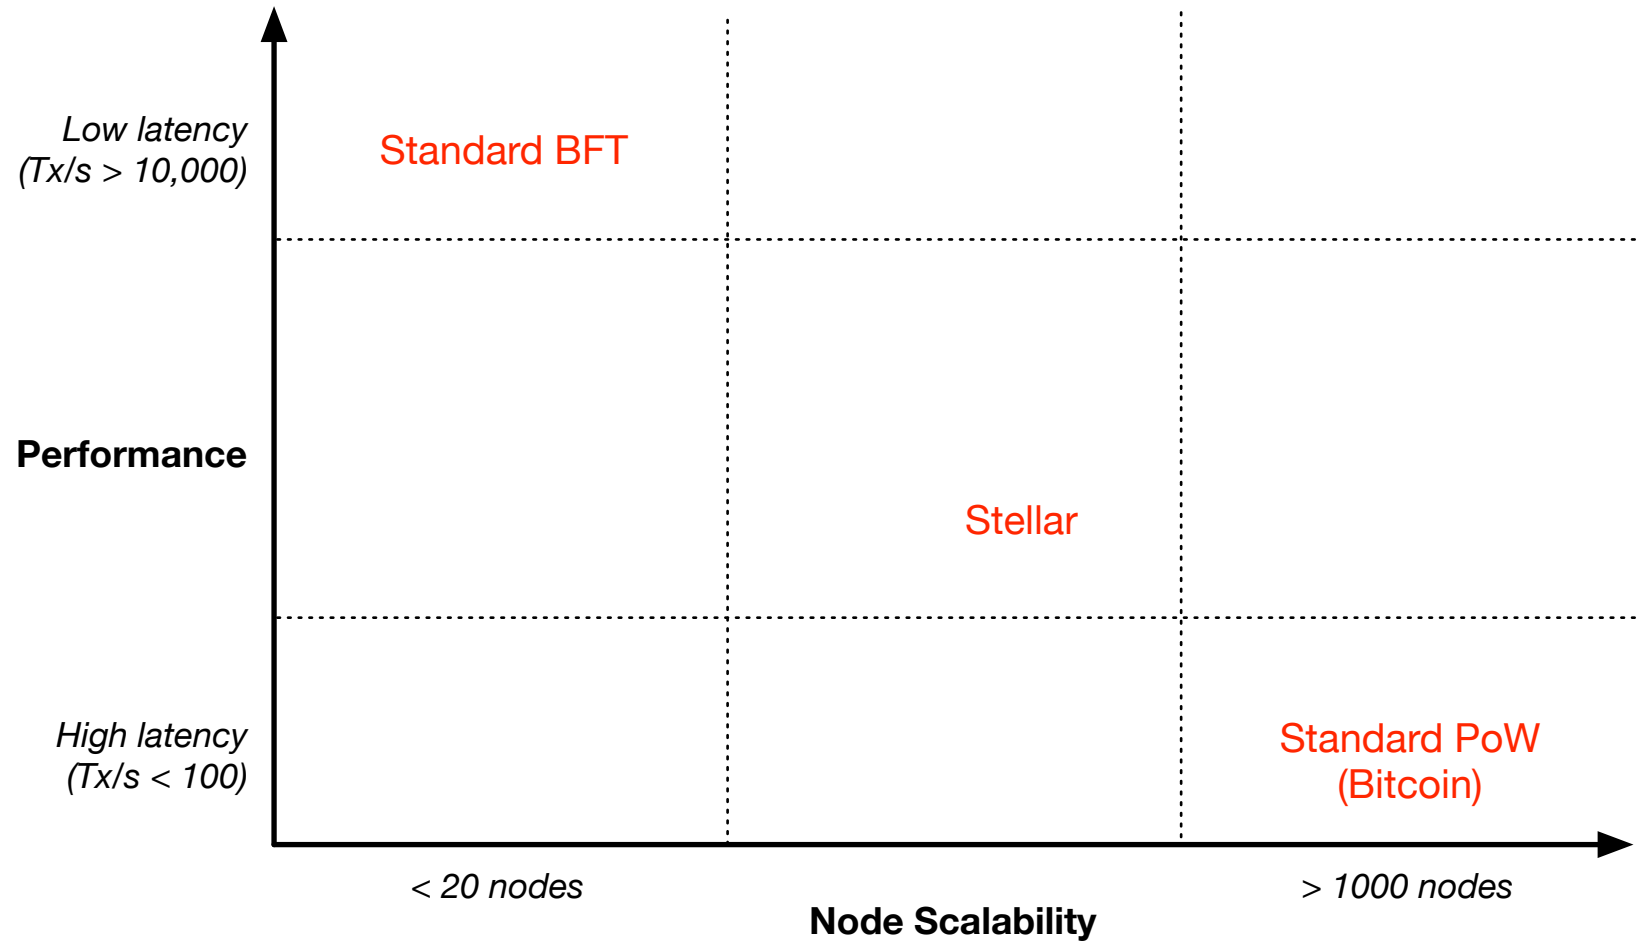 Low latency
(Tx/s > 10,000)
Standard BFT
Performance
Stellar
High latency
(Tx/s < 100)
Standard PoW
(Bitcoin)
< 20 nodes
> 1000 nodes
Node Scalability